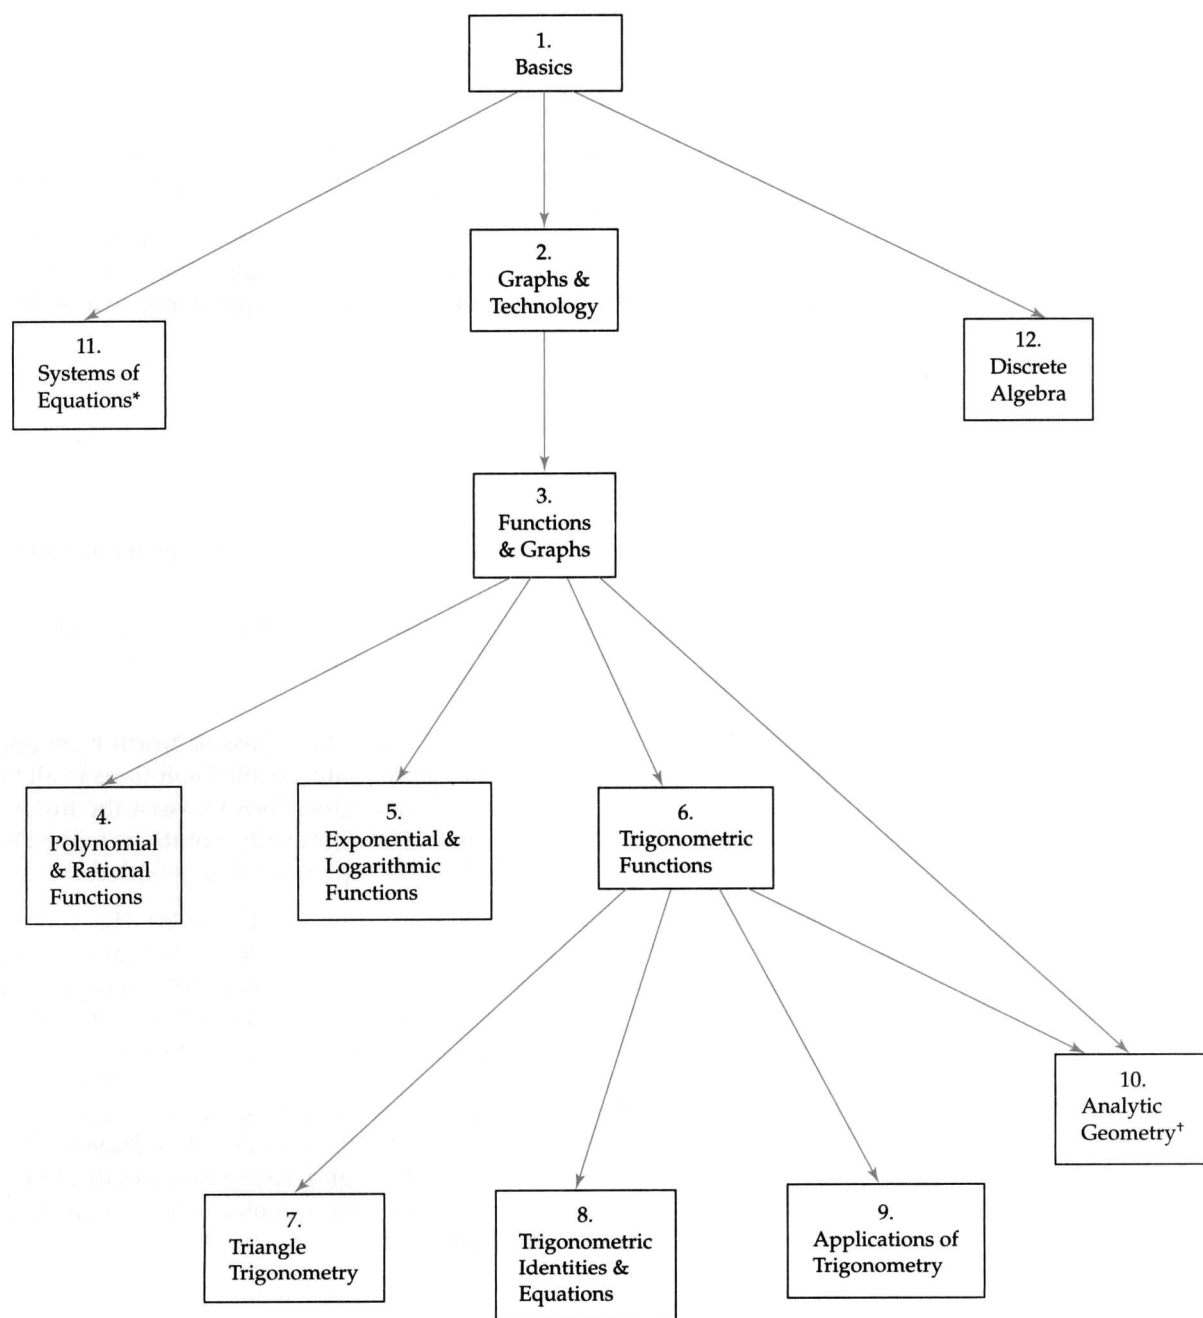 1.
Basics
2.
Graphs &
Technology
11.
Systems of
Equations*
12.
Discrete
Algebra
3.
Functions
& Graphs
4.
Polynomial
& Rational
Functions
5.
Exponential &
Logarithmic
Functions
6.
Trigonometric
Functions
10.
Analytic
Geometry†
7.
Triangle
Trigonometry
8.
Trigonometric
Identities &
Equations
9.
Applications of
Trigonometry